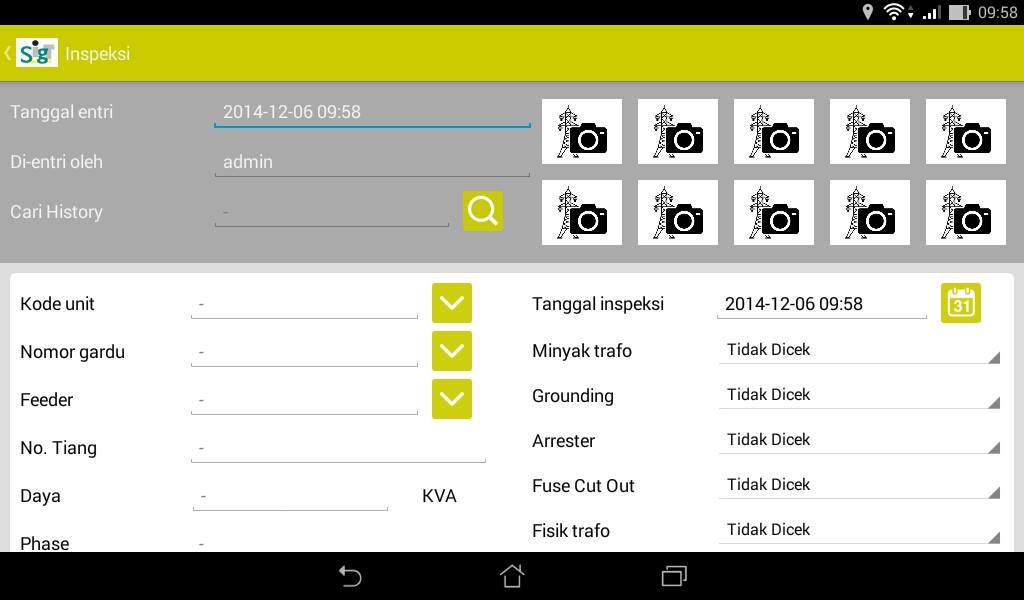 09:58
SigIT Inspeksi
Tanggal entri 2014-12-06 09:58
Di-entri oleh admin
Cari History -
Kode unit -
Nomor gardu -
Feeder -
No. Tiang -
Daya - KVA
Phase -
Tanggal inspeksi 2014-12-06 09:58 31
Minyak trafo Tidak Dicek
Grounding Tidak Dicek
Arrester Tidak Dicek
Fuse Cut Out Tidak Dicek
Fisik trafo Tidak Dicek